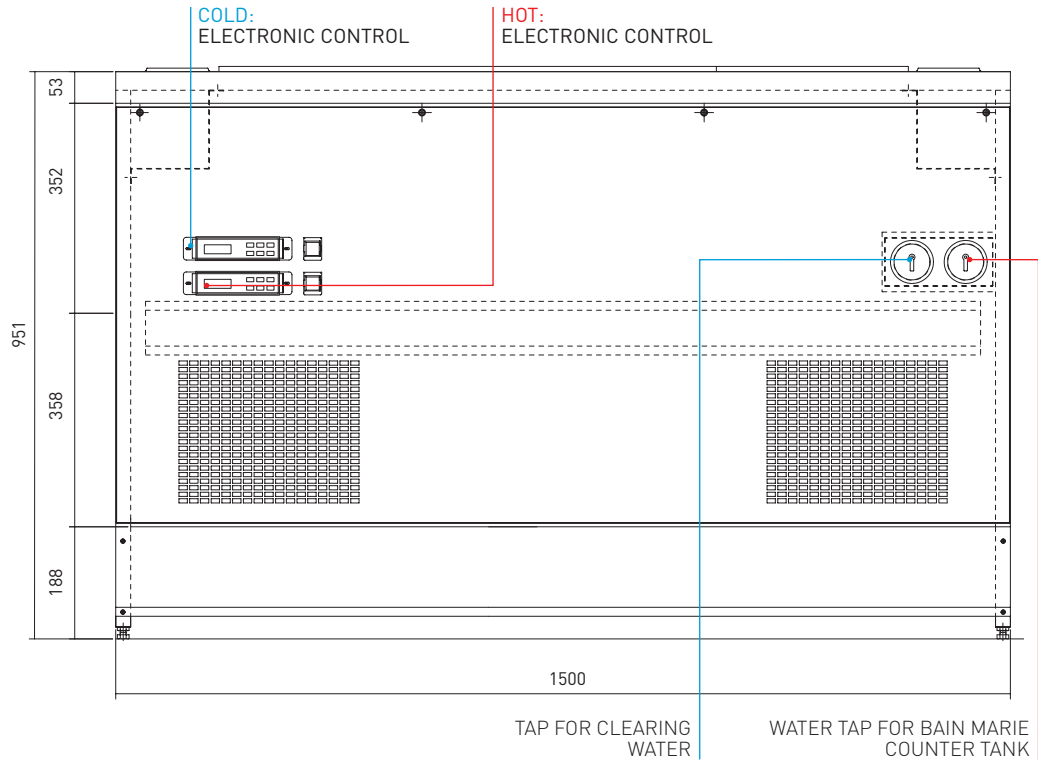 COLD:
ELECTRONIC CONTROL
HOT:
ELECTRONIC CONTROL
53
352
951
358
188
1500
TAP FOR CLEARING
WATER
WATER TAP FOR BAIN MARIE
COUNTER TANK